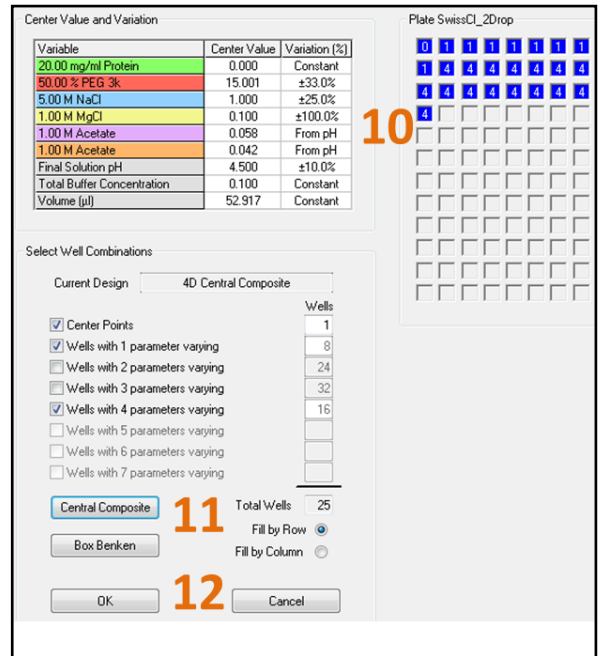 Center Value and Variation
Variable Center Value Variation (%)
20.00 mg/ml Protein 0.000 Constant
50.00 % PEG 3k 15.001 ±33.0%
5.00 M NaCl 1.000 ±25.0%
1.00 M MgCl 0.100 ±100.0%
1.00 M Acetate 0.058 From pH
1.00 M Acetate 0.042 From pH
Final Solution pH 4.500 ±10.0%
Total Buffer Concentration 0.100 Constant
Volume (µl) 52.917 Constant
10
Plate SwissCI_2Drop
0 1 1 1 1 1 1 1
1 4 4 4 4 4 4 4
4 4 4 4 4 4 4 4
4
Select Well Combinations
Current Design 4D Central Composite
Wells
Center Points 1
Wells with 1 parameter varying 8
Wells with 2 parameters varying 24
Wells with 3 parameters varying 32
Wells with 4 parameters varying 16
Wells with 5 parameters varying
Wells with 6 parameters varying
Wells with 7 parameters varying
Central Composite 11 Total Wells 25
Fill by Row
Box Benken Fill by Column
OK 12 Cancel